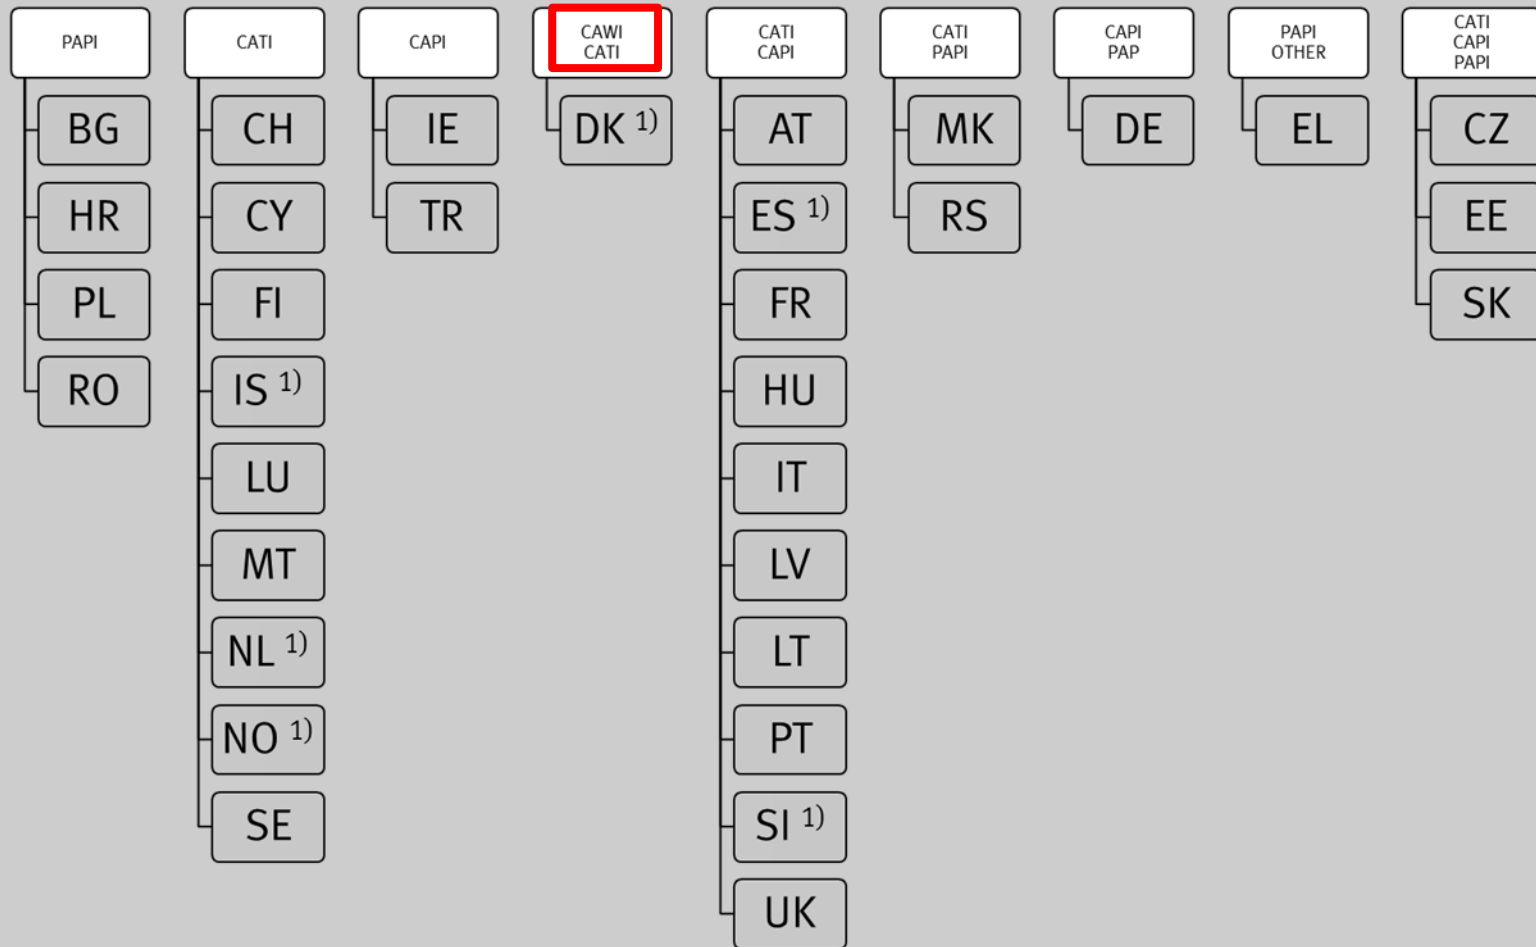 PAPI
BG
HR
PL
RO
CATI
CH
CY
FI
IS 1)
LU
MT
NL 1)
NO 1)
SE
CAPI
IE
TR
CAWI
CATI
DK 1)
CATI
CAPI
AT
ES 1)
FR
HU
IT
LV
LT
PT
SI 1)
UK
CATI
PAPI
MK
RS
CAPI
PAP
DE
PAPI
OTHER
EL
CATI
CAPI
PAPI
CZ
EE
SK